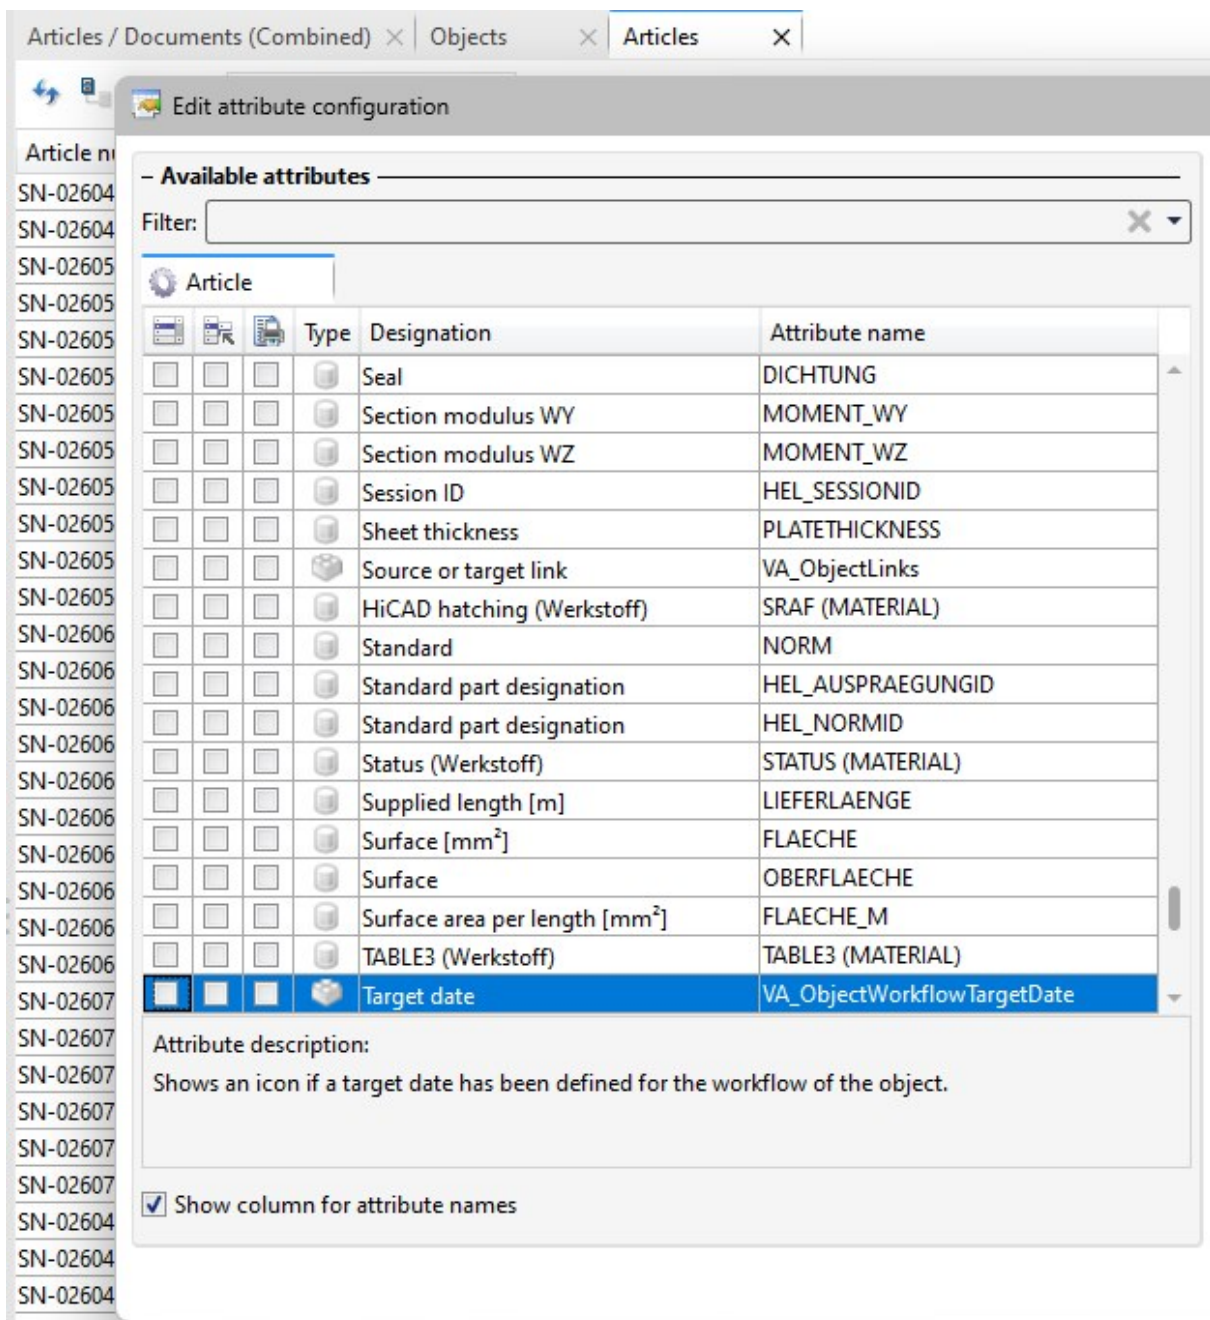 Articles / Documents (Combined) Objects Articles
Edit attribute configuration
Article
Available attributes
Filter:
Article
Type Designation Attribute name
Seal DICHTUNG
Section modulus WY MOMENT_WY
Section modulus WZ MOMENT_WZ
Session ID HEL_SESSIONID
Sheet thickness PLATETHICKNESS
Source or target link VA_ObjectLinks
HiCAD hatching (Werkstoff) SRAF (MATERIAL)
Standard NORM
Standard part designation HEL_AUSPRAEGUNGID
Standard part designation HEL_NORMID
Status (Werkstoff) STATUS (MATERIAL)
Supplied length [m] LIEFERLAENGE
Surface [mm²] FLAECHE
Surface OBERFLAECHE
Surface area per length [mm²] FLAECHE_M
TABLE3 (Werkstoff) TABLE3 (MATERIAL)
Target date VA_ObjectWorkflowTargetDate
Attribute description:
Shows an icon if a target date has been defined for the workflow of the object.
Show column for attribute names
SN-02604
SN-02604
SN-02605
SN-02605
SN-02605
SN-02605
SN-02605
SN-02605
SN-02605
SN-02605
SN-02605
SN-02605
SN-02606
SN-02606
SN-02606
SN-02606
SN-02606
SN-02606
SN-02606
SN-02606
SN-02606
SN-02606
SN-02607
SN-02607
SN-02607
SN-02607
SN-02607
SN-02607
SN-02604
SN-02604
SN-02604